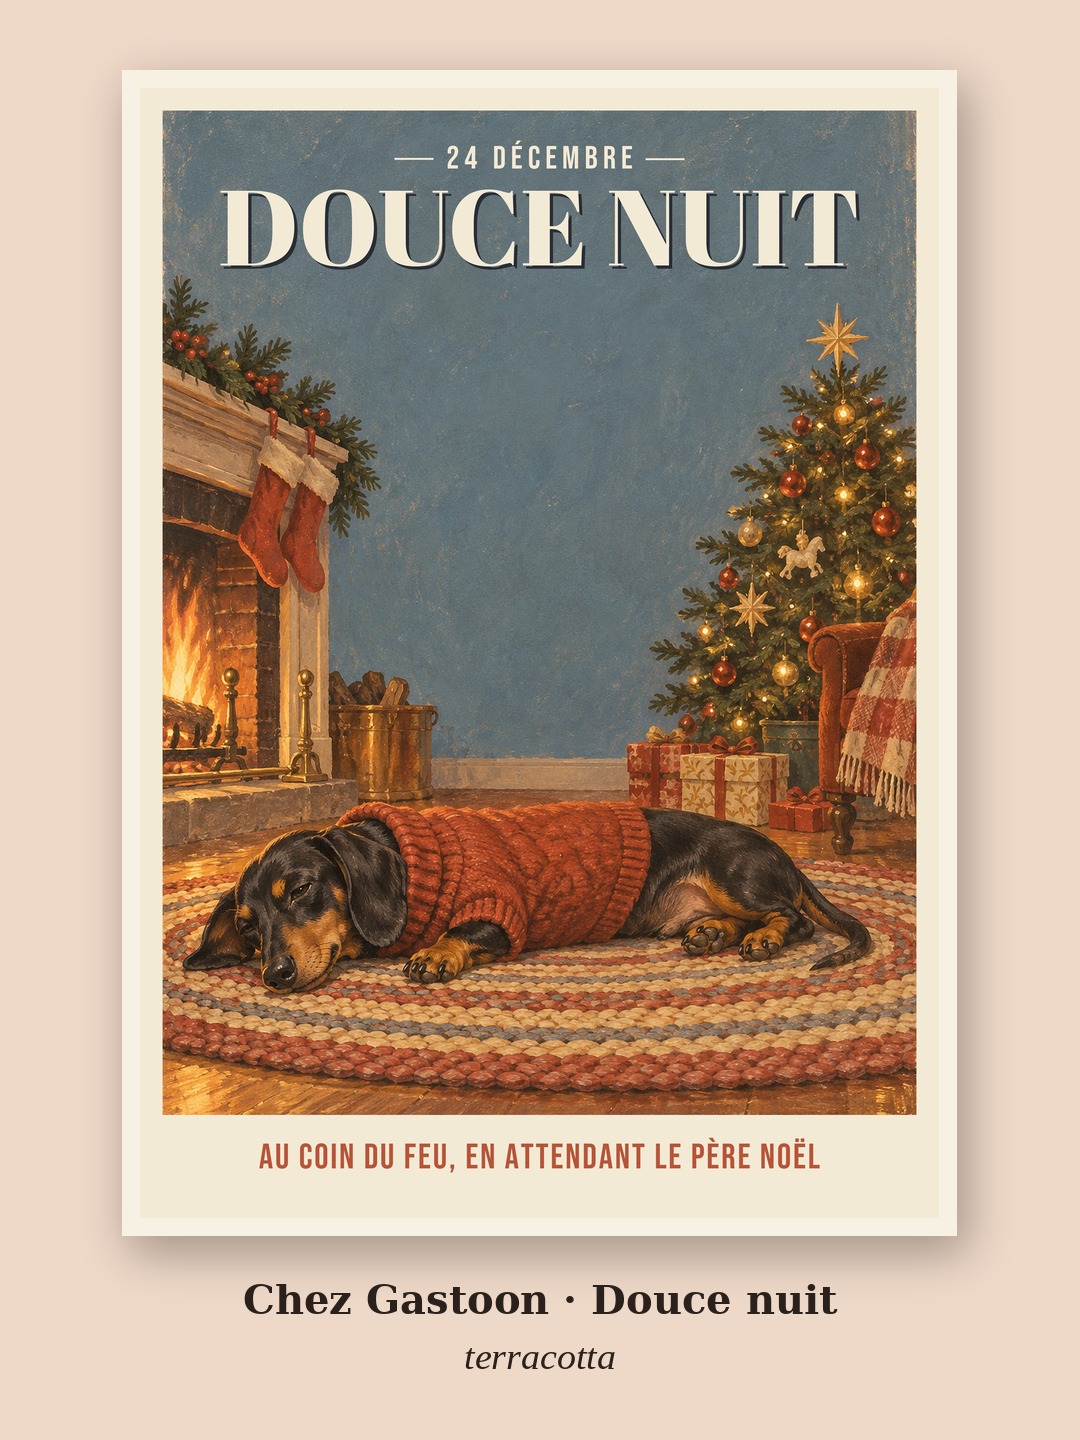 24 DÉCEMBRE
DOUCE NUIT
AU COIN DU FEU, EN ATTENDANT LE PÈRE NOËL
Chez Gastoon · Douce nuit
terracotta